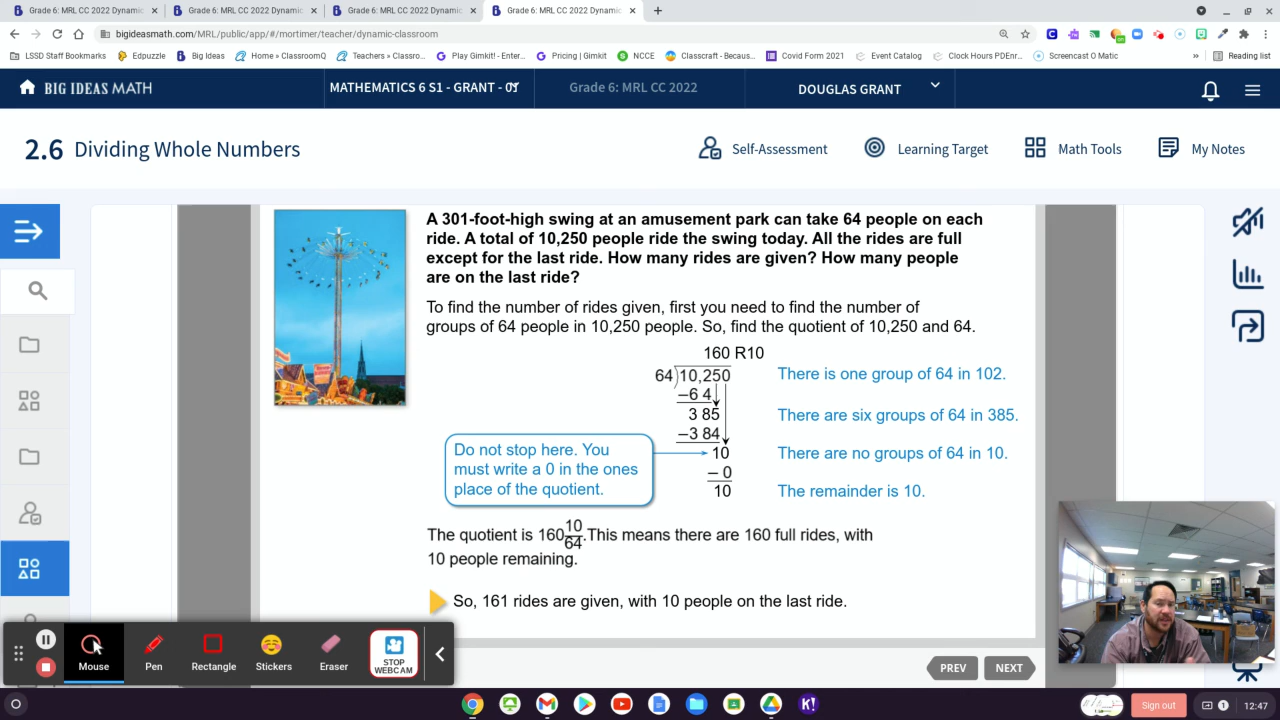 Grade 6: MRL CC 2022 Dynamic
Grade 6: MRL CC 2022 Dynamic
Grade 6: MRL CC 2022 Dynamic
Grade 6: MRL CC 2022 Dynamic
bigideasmath.com/MRL/public/app/#/mortimer/teacher/dynamic-classroom
LSSD Staff Bookmarks
Edpuzzle
Big Ideas
Home » ClassroomQ
Teachers » Classro...
Play Gimkit! - Enter...
Pricing | Gimkit
NCCE
Classcraft - Becaus...
Covid Form 2021
Event Catalog
Clock Hours PDEnr...
Screencast O Matic
»
Reading list
BIG IDEAS MATH
MATHEMATICS 6 S1 - GRANT - 01
Grade 6: MRL CC 2022
DOUGLAS GRANT
2.6 Dividing Whole Numbers
Self-Assessment
Learning Target
Math Tools
My Notes
A 301-foot-high swing at an amusement park can take 64 people on each
ride. A total of 10,250 people ride the swing today. All the rides are full
except for the last ride. How many rides are given? How many people
are on the last ride?
To find the number of rides given, first you need to find the number of
groups of 64 people in 10,250 people. So, find the quotient of 10,250 and 64.
160 R10
64)10,250
There is one group of 64 in 102.
−6 4
3 85
There are six groups of 64 in 385.
−3 84
Do not stop here. You
must write a 0 in the ones
place of the quotient.
10
There are no groups of 64 in 10.
− 0
10
The remainder is 10.
The quotient is 160 10/64. This means there are 160 full rides, with
10 people remaining.
So, 161 rides are given, with 10 people on the last ride.
PREV
NEXT
Mouse
Pen
Rectangle
Stickers
Eraser
STOP
WEBCAM
K!
Sign out
1
12:47